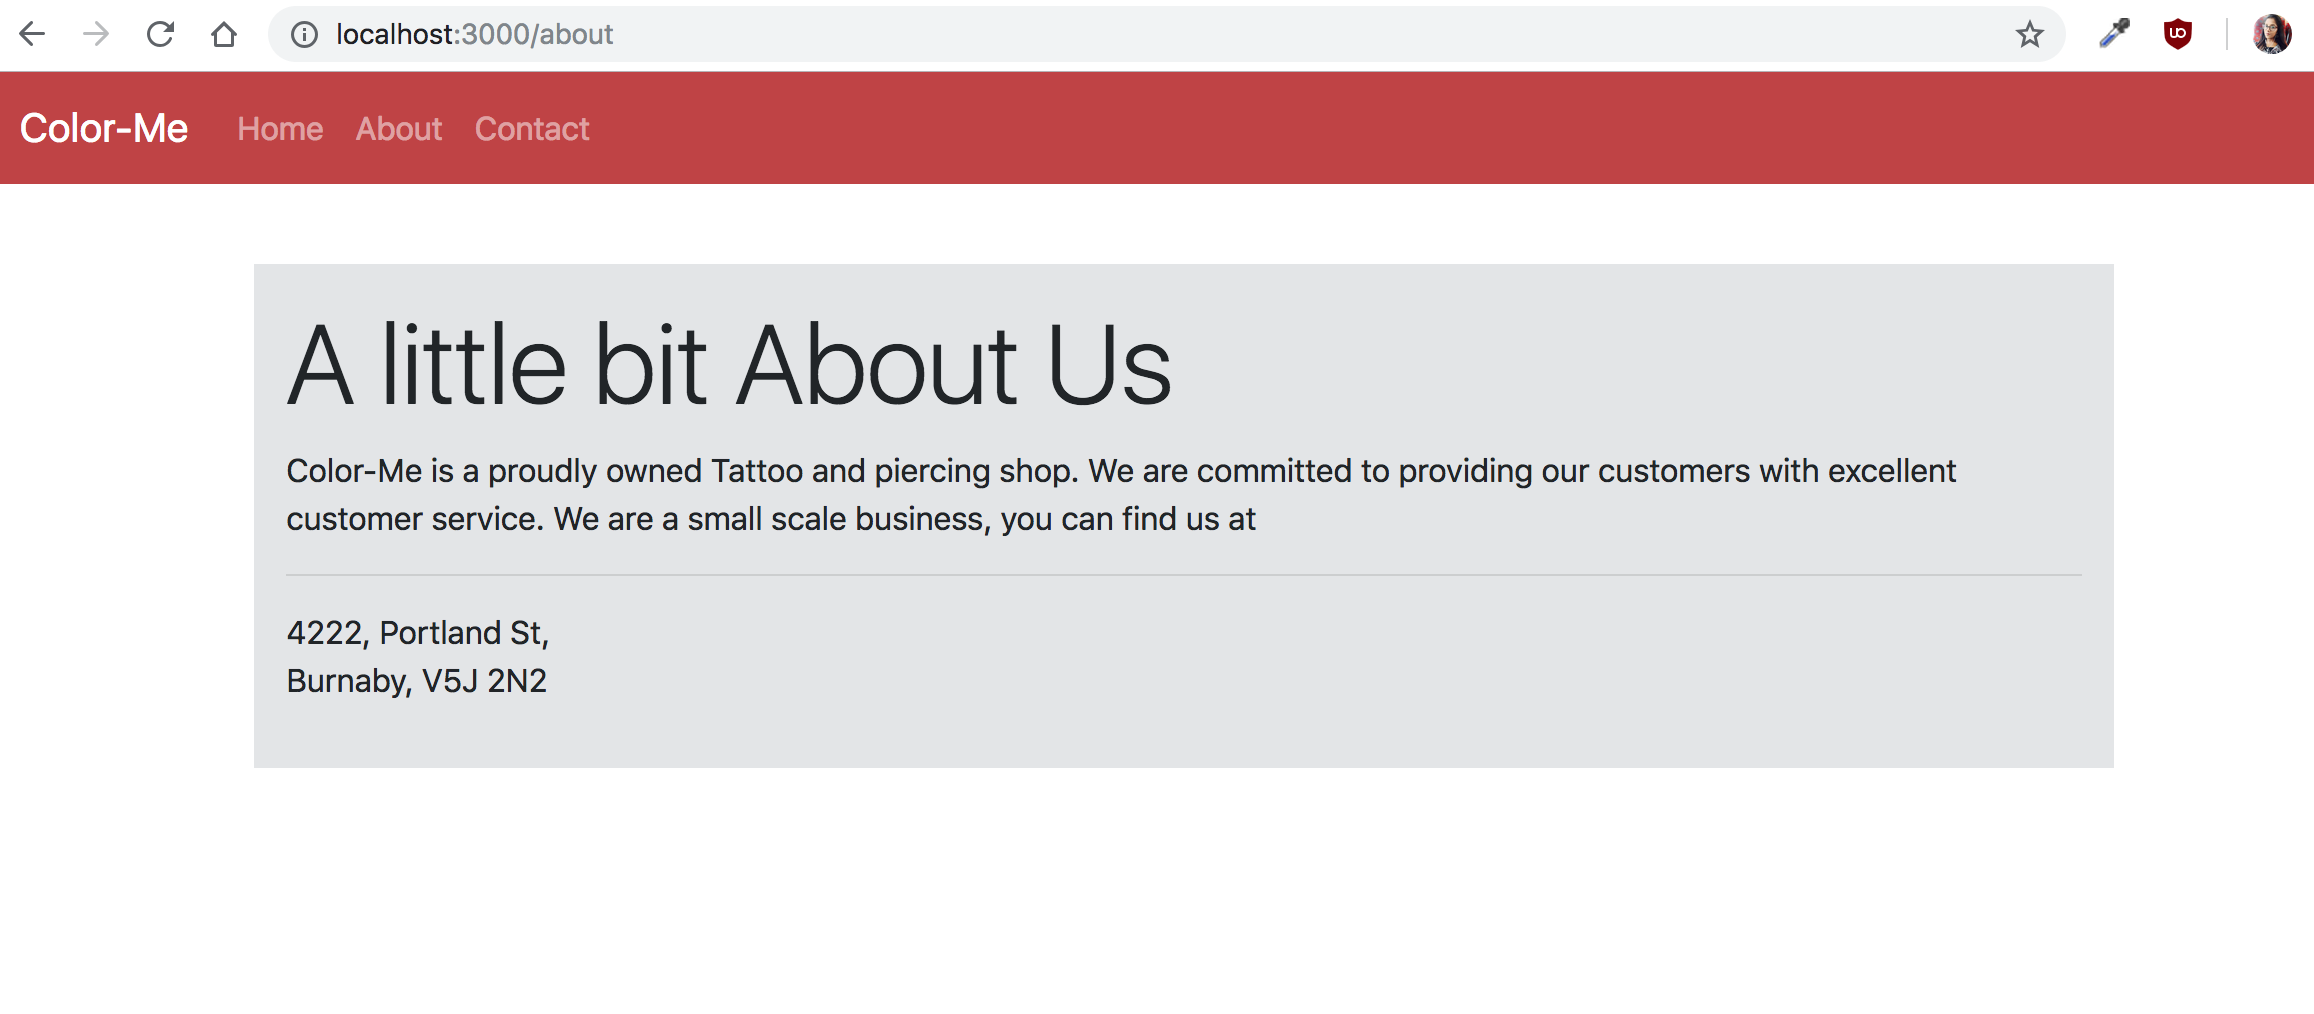 localhost:3000/about
Color-Me Home About Contact
A little bit About Us
Color-Me is a proudly owned Tattoo and piercing shop. We are committed to providing our customers with excellent
customer service. We are a small scale business, you can find us at
4222, Portland St,
Burnaby, V5J 2N2